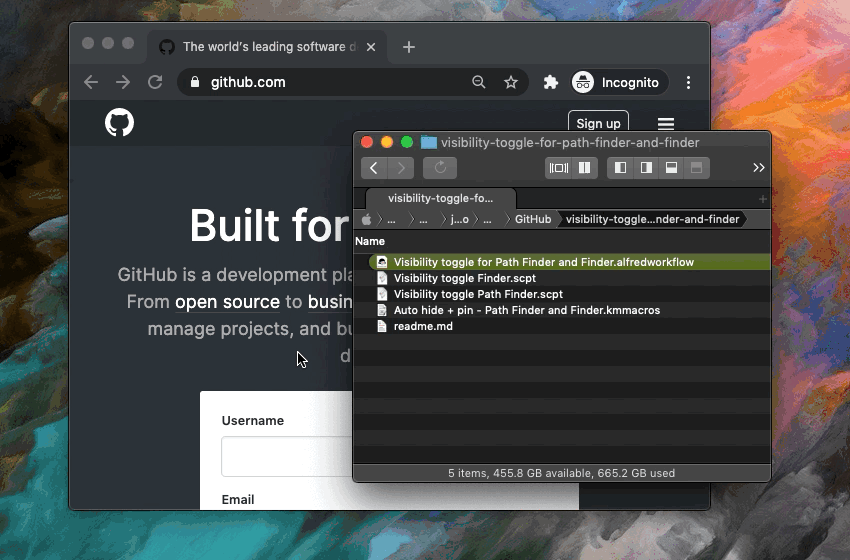 The world's leading software d
github.com
Incognito
Sign up
Built for
GitHub is a development pla
From open source to busin
manage projects, and bu
d
Username
Email
visibility-toggle-for-path-finder-and-finder
visibility-toggle-fo...
... ... j...o ... GitHub visibility-toggle...nder-and-finder
Name
Visibility toggle for Path Finder and Finder.alfredworkflow
Visibility toggle Finder.scpt
Visibility toggle Path Finder.scpt
Auto hide + pin - Path Finder and Finder.kmmacros
readme.md
5 items, 455.8 GB available, 665.2 GB used